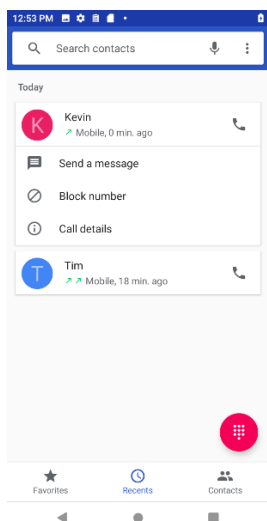 12:53 PM
Search contacts
Today
K
Kevin
Mobile, 0 min. ago
Send a message
Block number
Call details
T
Tim
Mobile, 18 min. ago
Favorites
Recents
Contacts